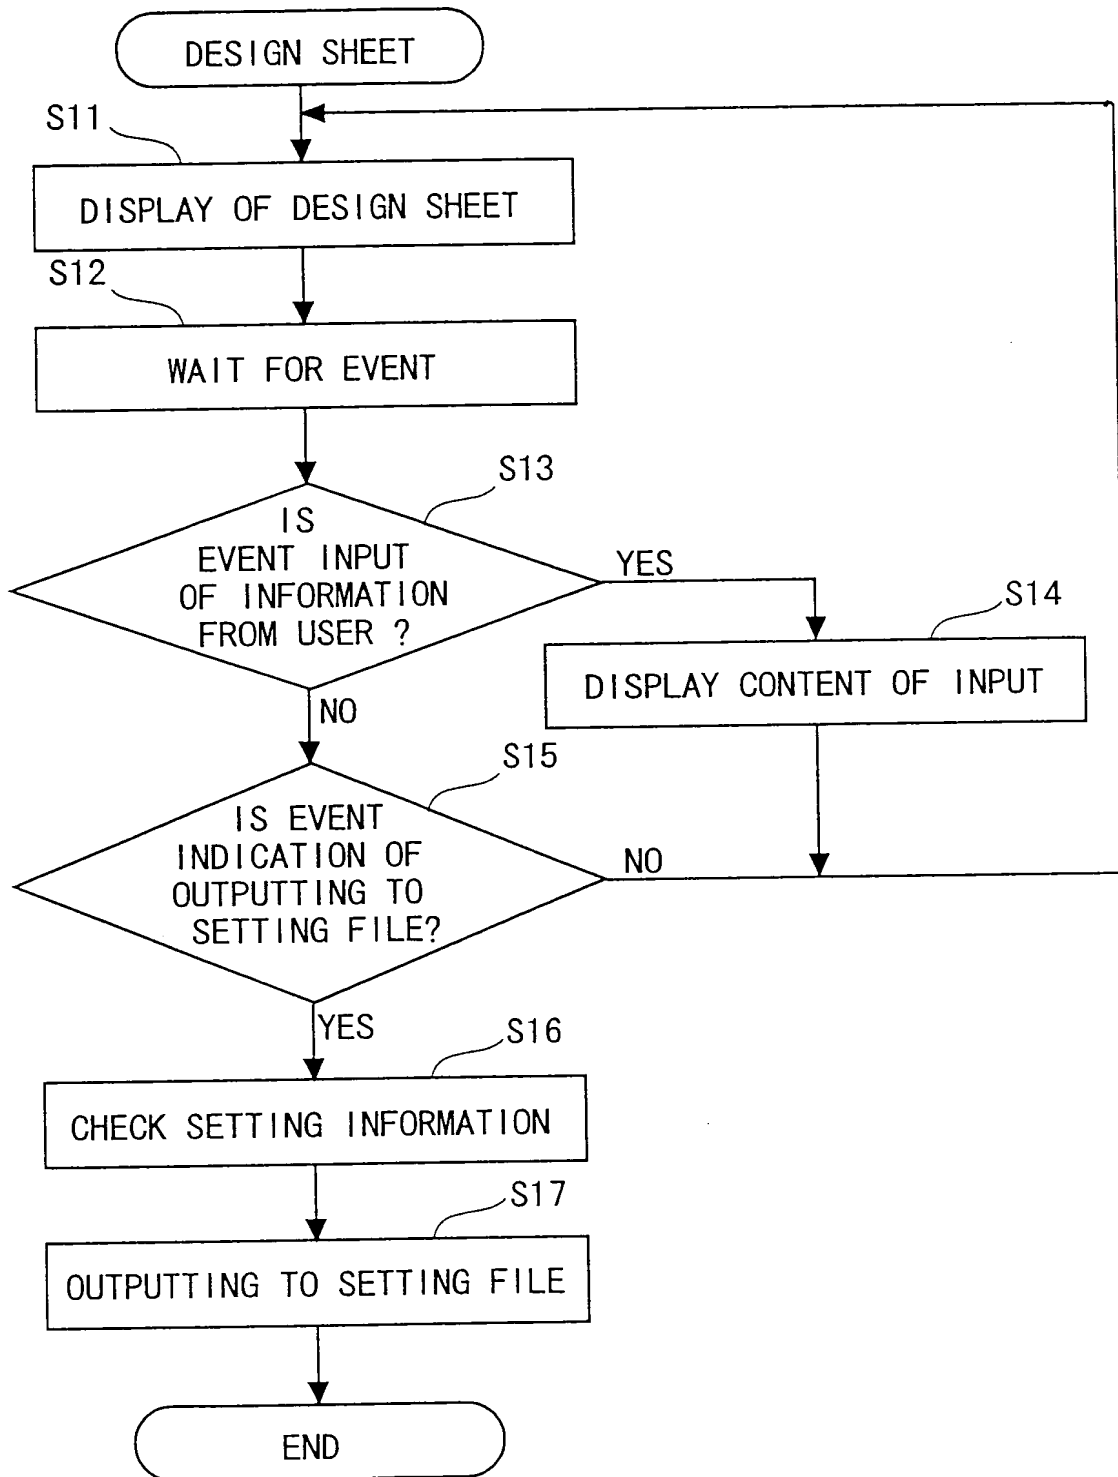 DESIGN SHEET
S11
DISPLAY OF DESIGN SHEET
S12
WAIT FOR EVENT
S13
IS
EVENT INPUT
OF INFORMATION
FROM USER ?
YES
S14
DISPLAY CONTENT OF INPUT
NO
S15
IS EVENT
INDICATION OF
OUTPUTTING TO
SETTING FILE?
NO
YES
S16
CHECK SETTING INFORMATION
S17
OUTPUTTING TO SETTING FILE
END